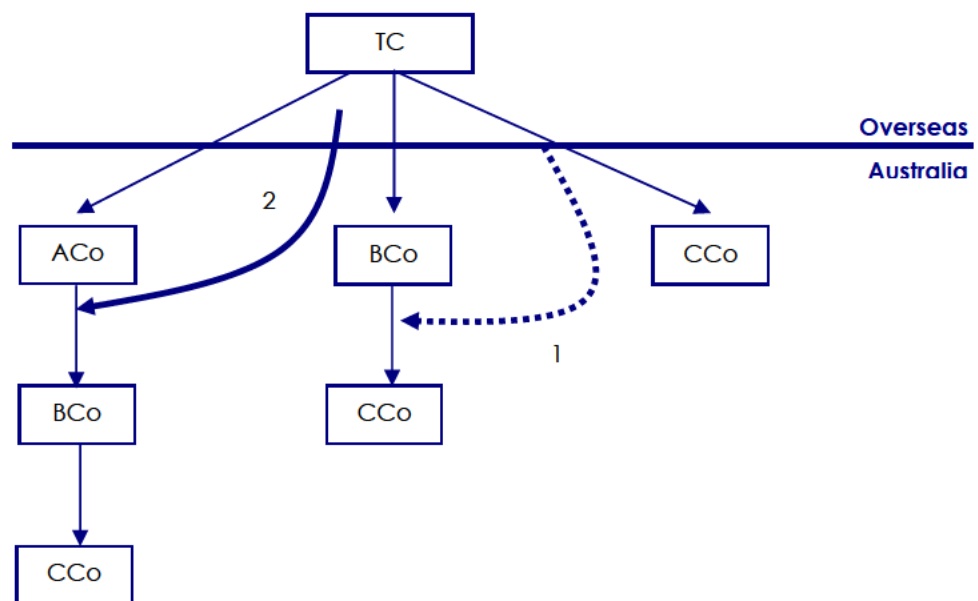 TC
Overseas
Australia
2
ACo
BCo
CCo
1
BCo
CCo
CCo